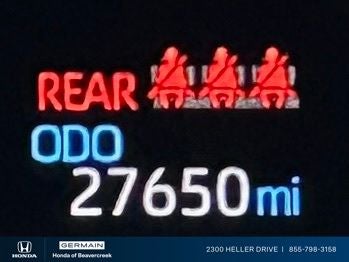 REAR
ODO
27650 mi
HONDA
GERMAIN
Honda of Beavercreek
2300 HELLER DRIVE | 855-798-3158